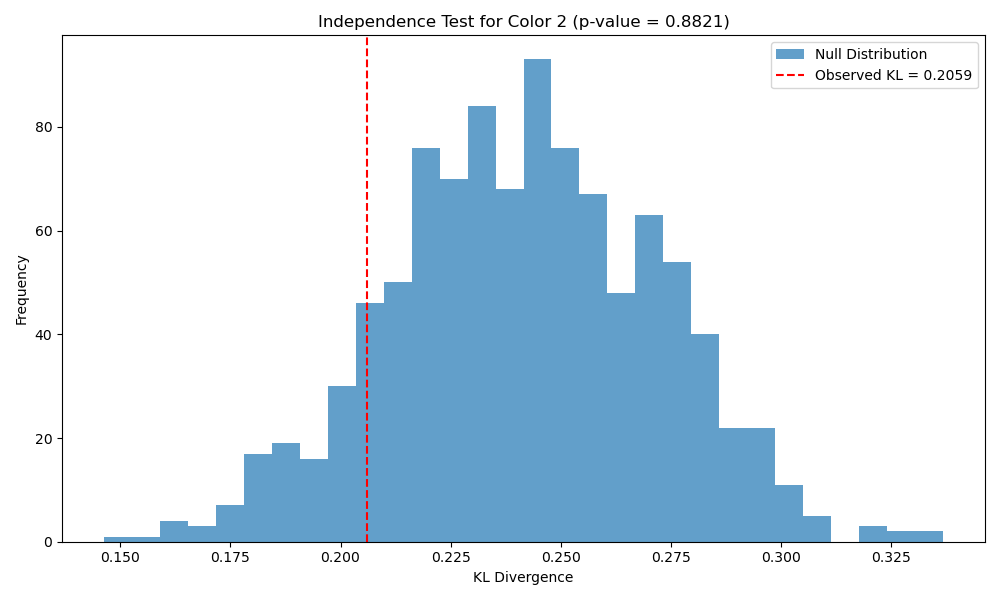 Independence Test for Color 2 (p-value = 0.8821)
Null Distribution
Observed KL = 0.2059
Frequency
80
60
40
20
0
0.150 0.175 0.200 0.225 0.250 0.275 0.300 0.325
KL Divergence